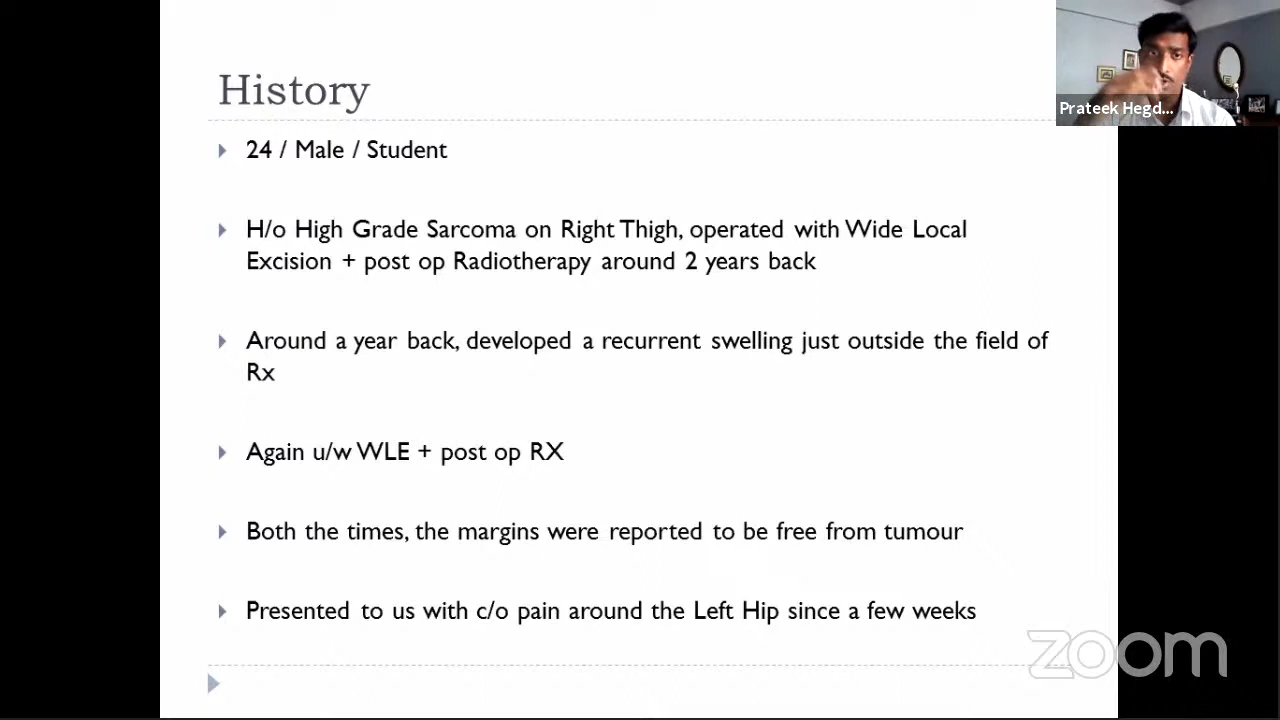 History
24 / Male / Student
H/o High Grade Sarcoma on Right Thigh, operated with Wide Local
Excision + post op Radiotherapy around 2 years back
Around a year back, developed a recurrent swelling just outside the field of
Rx
Again u/w WLE + post op RX
Both the times, the margins were reported to be free from tumour
Presented to us with c/o pain around the Left Hip since a few weeks
Prateek Hegd...
zoom